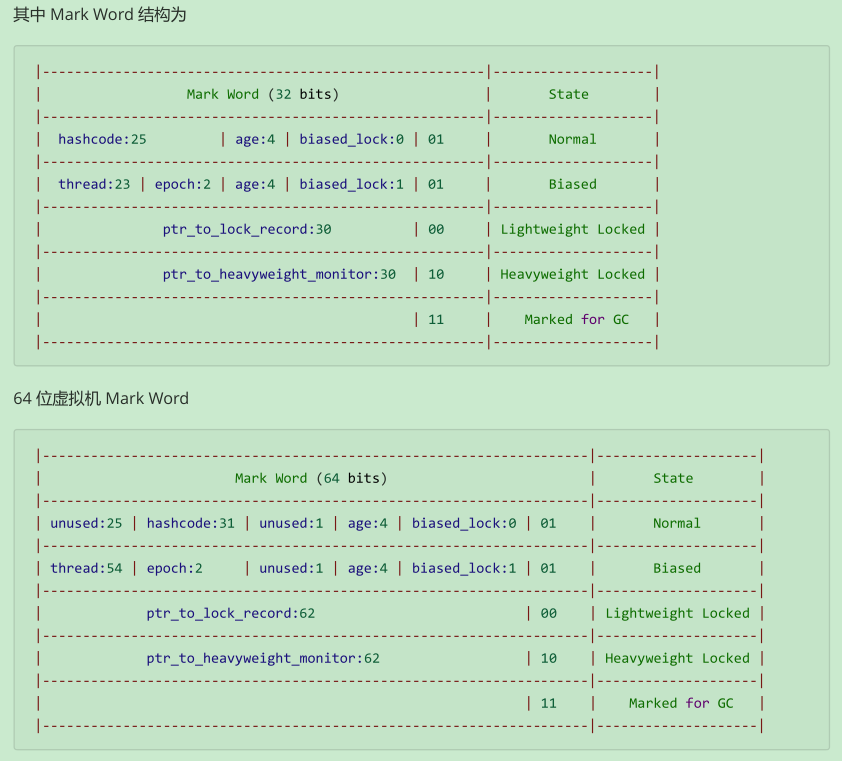 其中 Mark Word 结构为
|-------------------------------------------------------|--------------------|
|                  Mark Word (32 bits)                  |       State        |
|-------------------------------------------------------|--------------------|
|  hashcode:25         | age:4 | biased_lock:0 | 01     |       Normal       |
|-------------------------------------------------------|--------------------|
|  thread:23 | epoch:2 | age:4 | biased_lock:1 | 01     |       Biased       |
|-------------------------------------------------------|--------------------|
|               ptr_to_lock_record:30          | 00     | Lightweight Locked |
|-------------------------------------------------------|--------------------|
|               ptr_to_heavyweight_monitor:30  | 10     | Heavyweight Locked |
|-------------------------------------------------------|--------------------|
|                                              | 11     |    Marked for GC   |
|-------------------------------------------------------|--------------------|
64 位虚拟机 Mark Word
|--------------------------------------------------------------------|--------------------|
|                        Mark Word (64 bits)                         |       State        |
|--------------------------------------------------------------------|--------------------|
| unused:25 | hashcode:31 | unused:1 | age:4 | biased_lock:0 | 01    |       Normal       |
|--------------------------------------------------------------------|--------------------|
| thread:54 | epoch:2     | unused:1 | age:4 | biased_lock:1 | 01    |       Biased       |
|--------------------------------------------------------------------|--------------------|
|             ptr_to_lock_record:62                          | 00    | Lightweight Locked |
|--------------------------------------------------------------------|--------------------|
|             ptr_to_heavyweight_monitor:62                  | 10    | Heavyweight Locked |
|--------------------------------------------------------------------|--------------------|
|                                                            | 11    |    Marked for GC   |
|--------------------------------------------------------------------|--------------------|